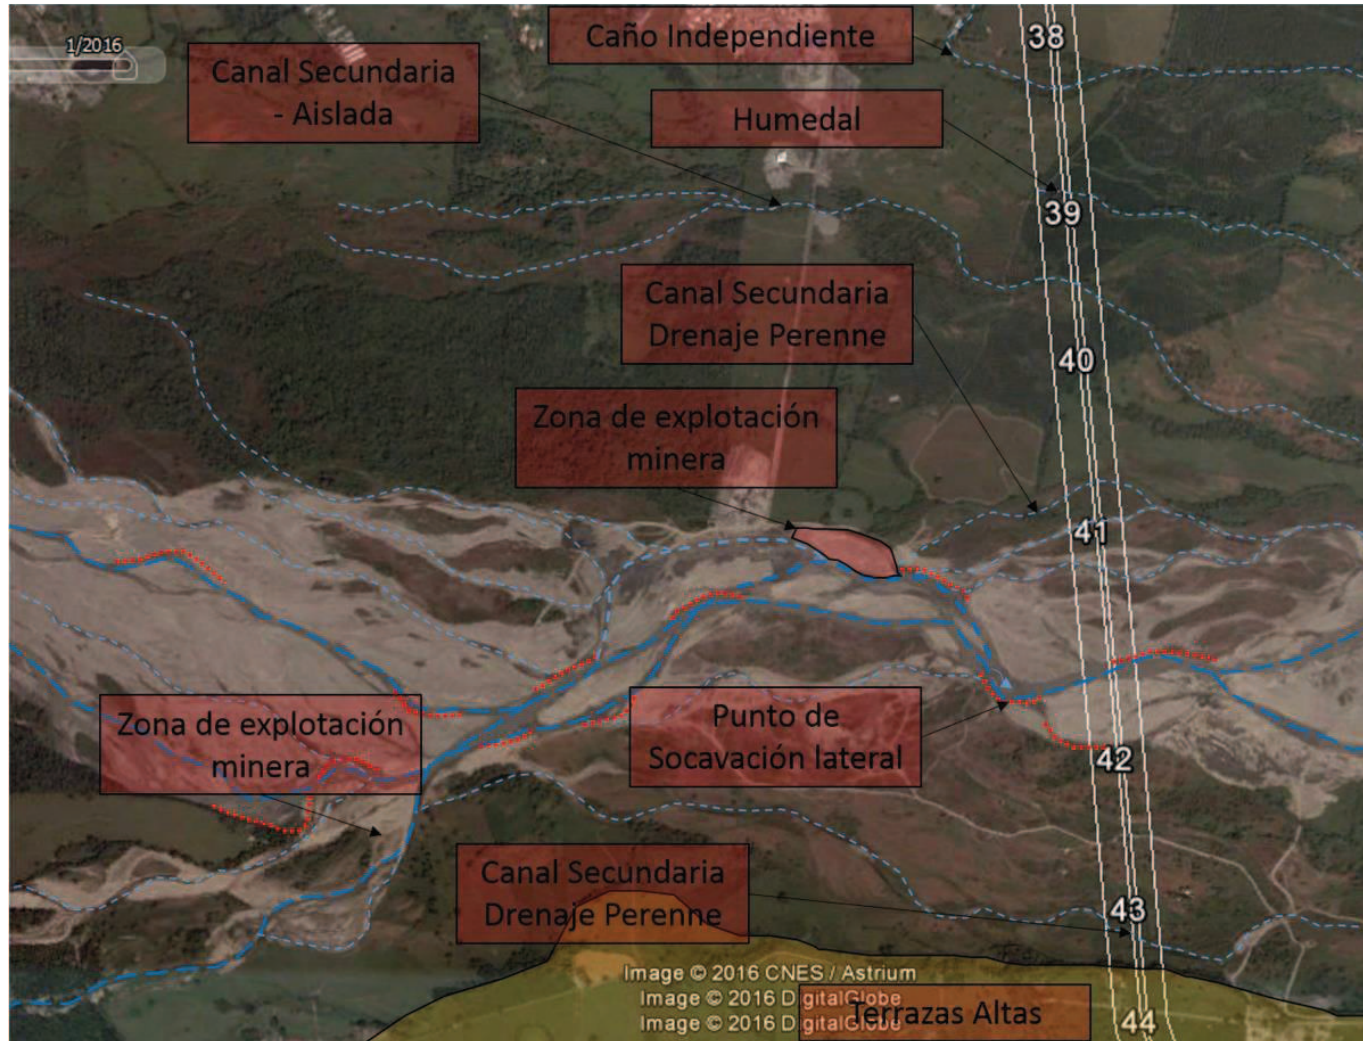 1/2016
Caño Independiente
38
Canal Secundaria
- Aislada
Humedal
39
Canal Secundaria
Drenaje Perenne
40
Zona de explotación
minera
41
Zona de explotación
minera
Punto de
Socavación lateral
42
Canal Secundaria
Drenaje Perenne
43
Image © 2016 CNES / Astrium
Image © 2016 DigitalGlobe
Image © 2016 DigitalGlobe
Terrazas Altas
44